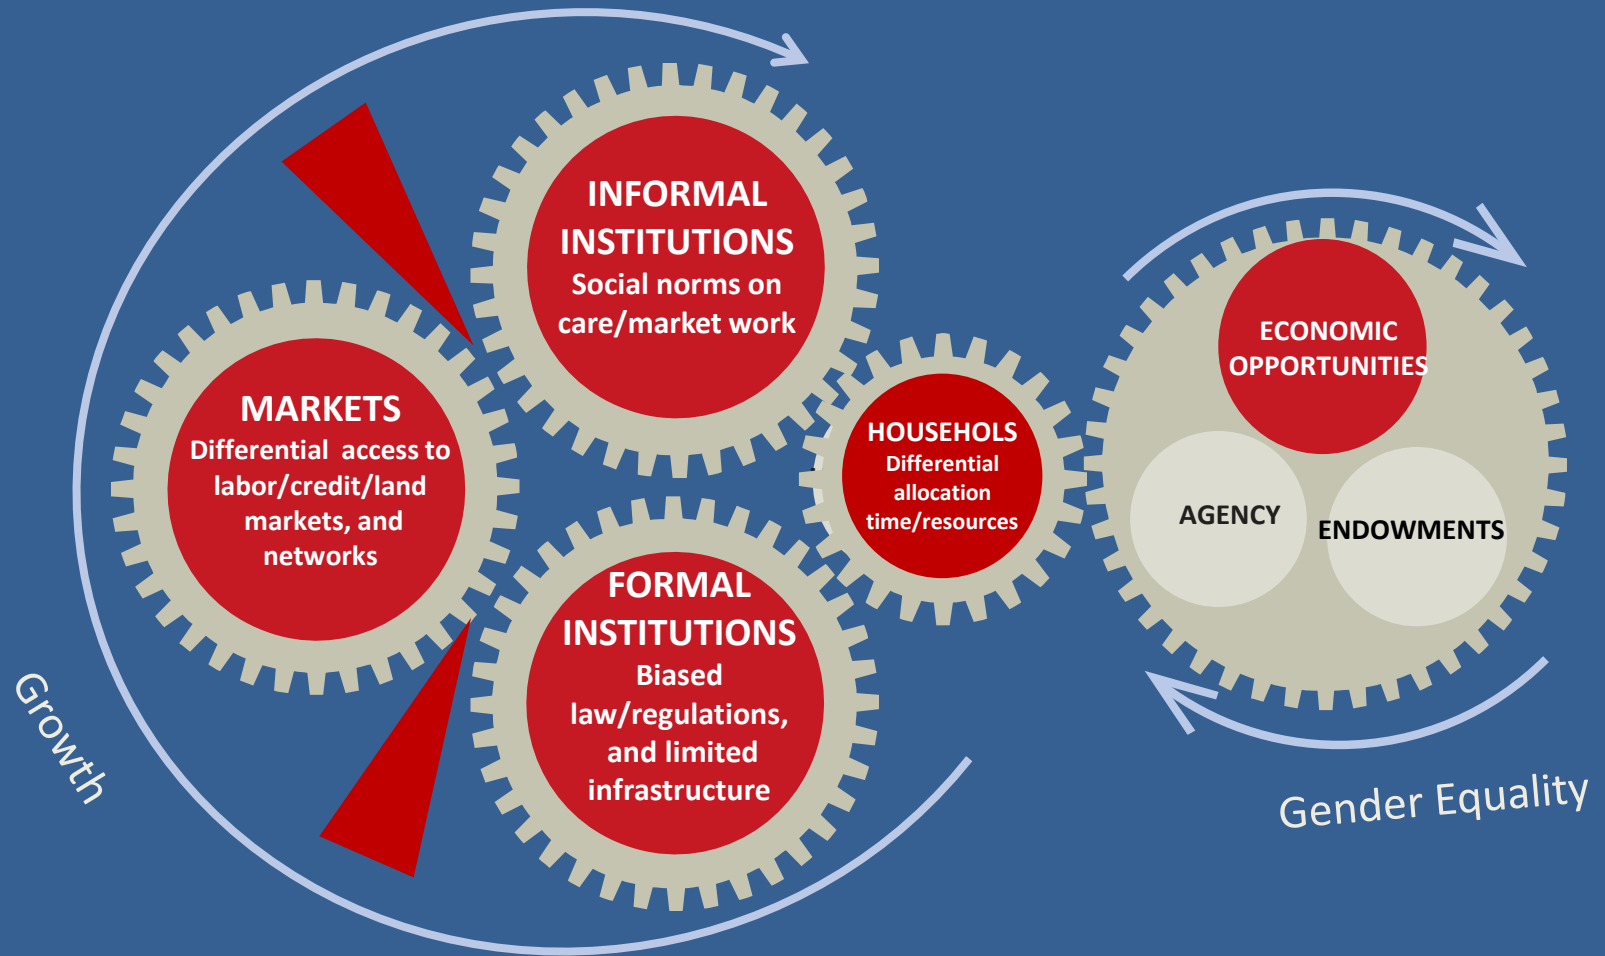 INFORMAL
INSTITUTIONS
Social norms on
care/market work
MARKETS
Differential access to
labor/credit/land
markets, and
networks
HOUSEHOLS
Differential
allocation
time/resources
FORMAL
INSTITUTIONS
Biased
law/regulations,
and limited
infrastructure
ECONOMIC
OPPORTUNITIES
AGENCY
ENDOWMENTS
Growth
Gender Equality